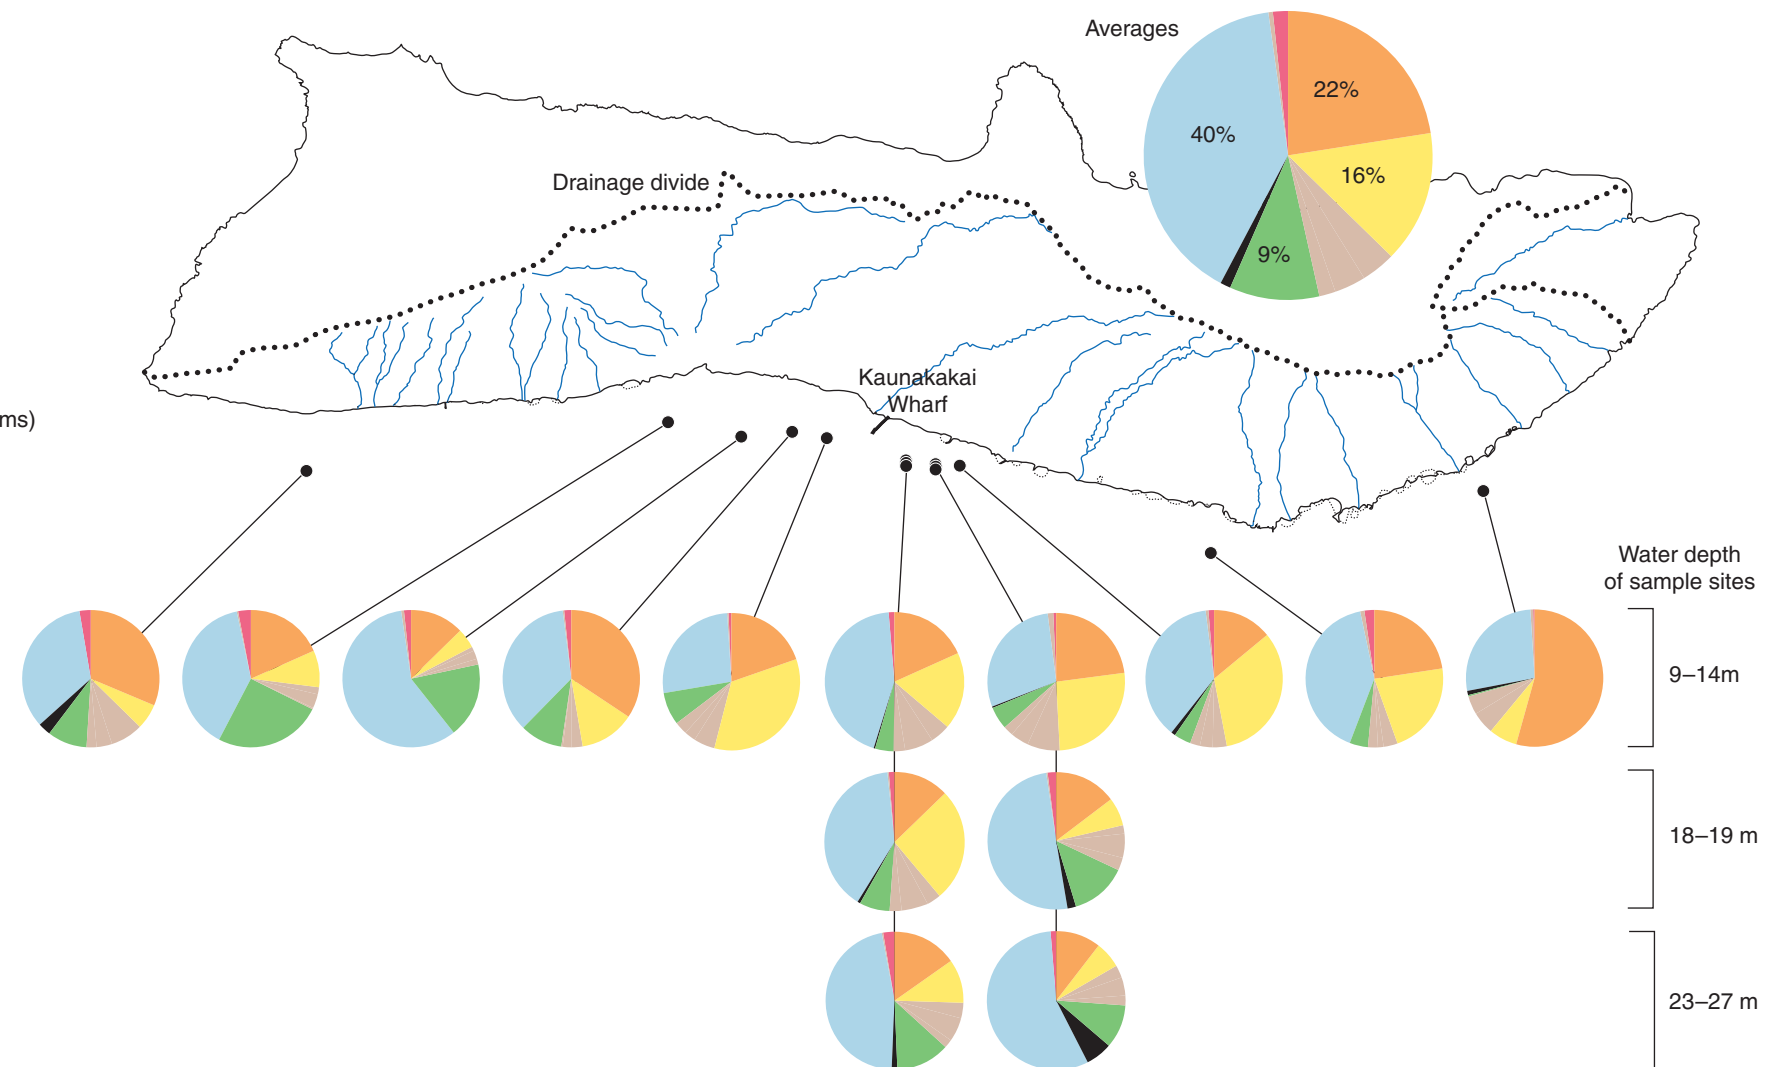 Averages
22%
40%
16%
9%
Drainage divide
Kaunakakai
Wharf
ms)
Water depth
of sample sites
9–14m
18–19 m
23–27 m